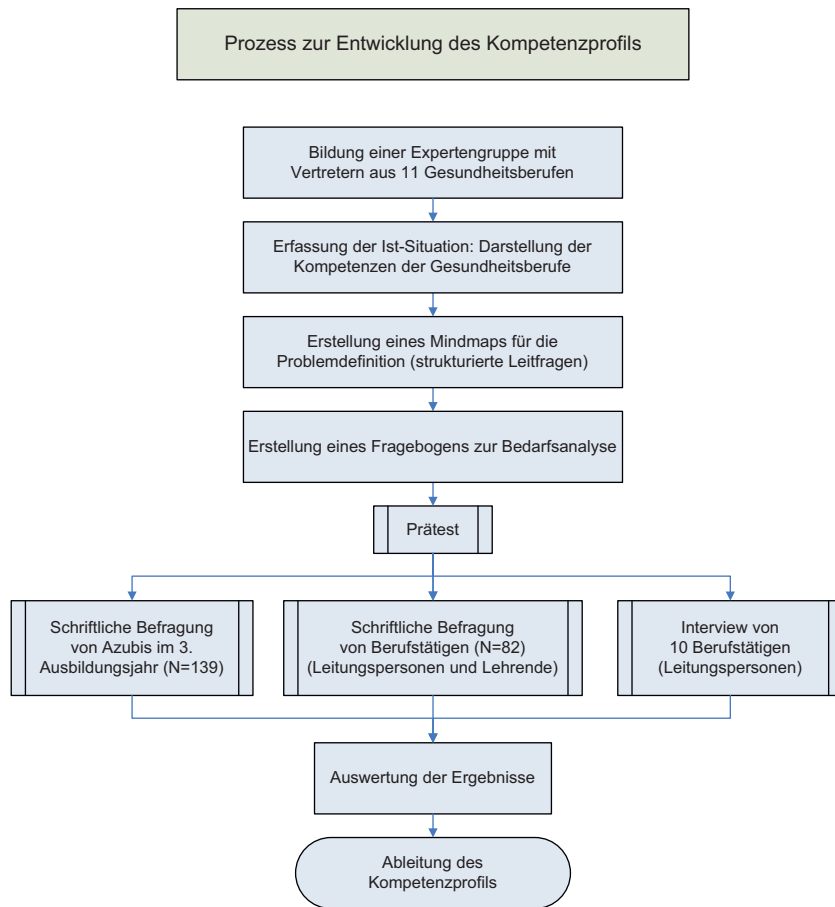 Prozess zur Entwicklung des Kompetenzprofils
Bildung einer Expertengruppe mit
Vertretern aus 11 Gesundheitsberufen
Erfassung der Ist-Situation: Darstellung der
Kompetenzen der Gesundheitsberufe
Erstellung eines Mindmaps für die
Problemdefinition (strukturierte Leitfragen)
Erstellung eines Fragebogens zur Bedarfsanalyse
Prätest
Schriftliche Befragung
von Azubis im 3.
Ausbildungsjahr (N=139)
Schriftliche Befragung
von Berufstätigen (N=82)
(Leitungspersonen und Lehrende)
Interview von
10 Berufstätigen
(Leitungspersonen)
Auswertung der Ergebnisse
Ableitung des
Kompetenzprofils